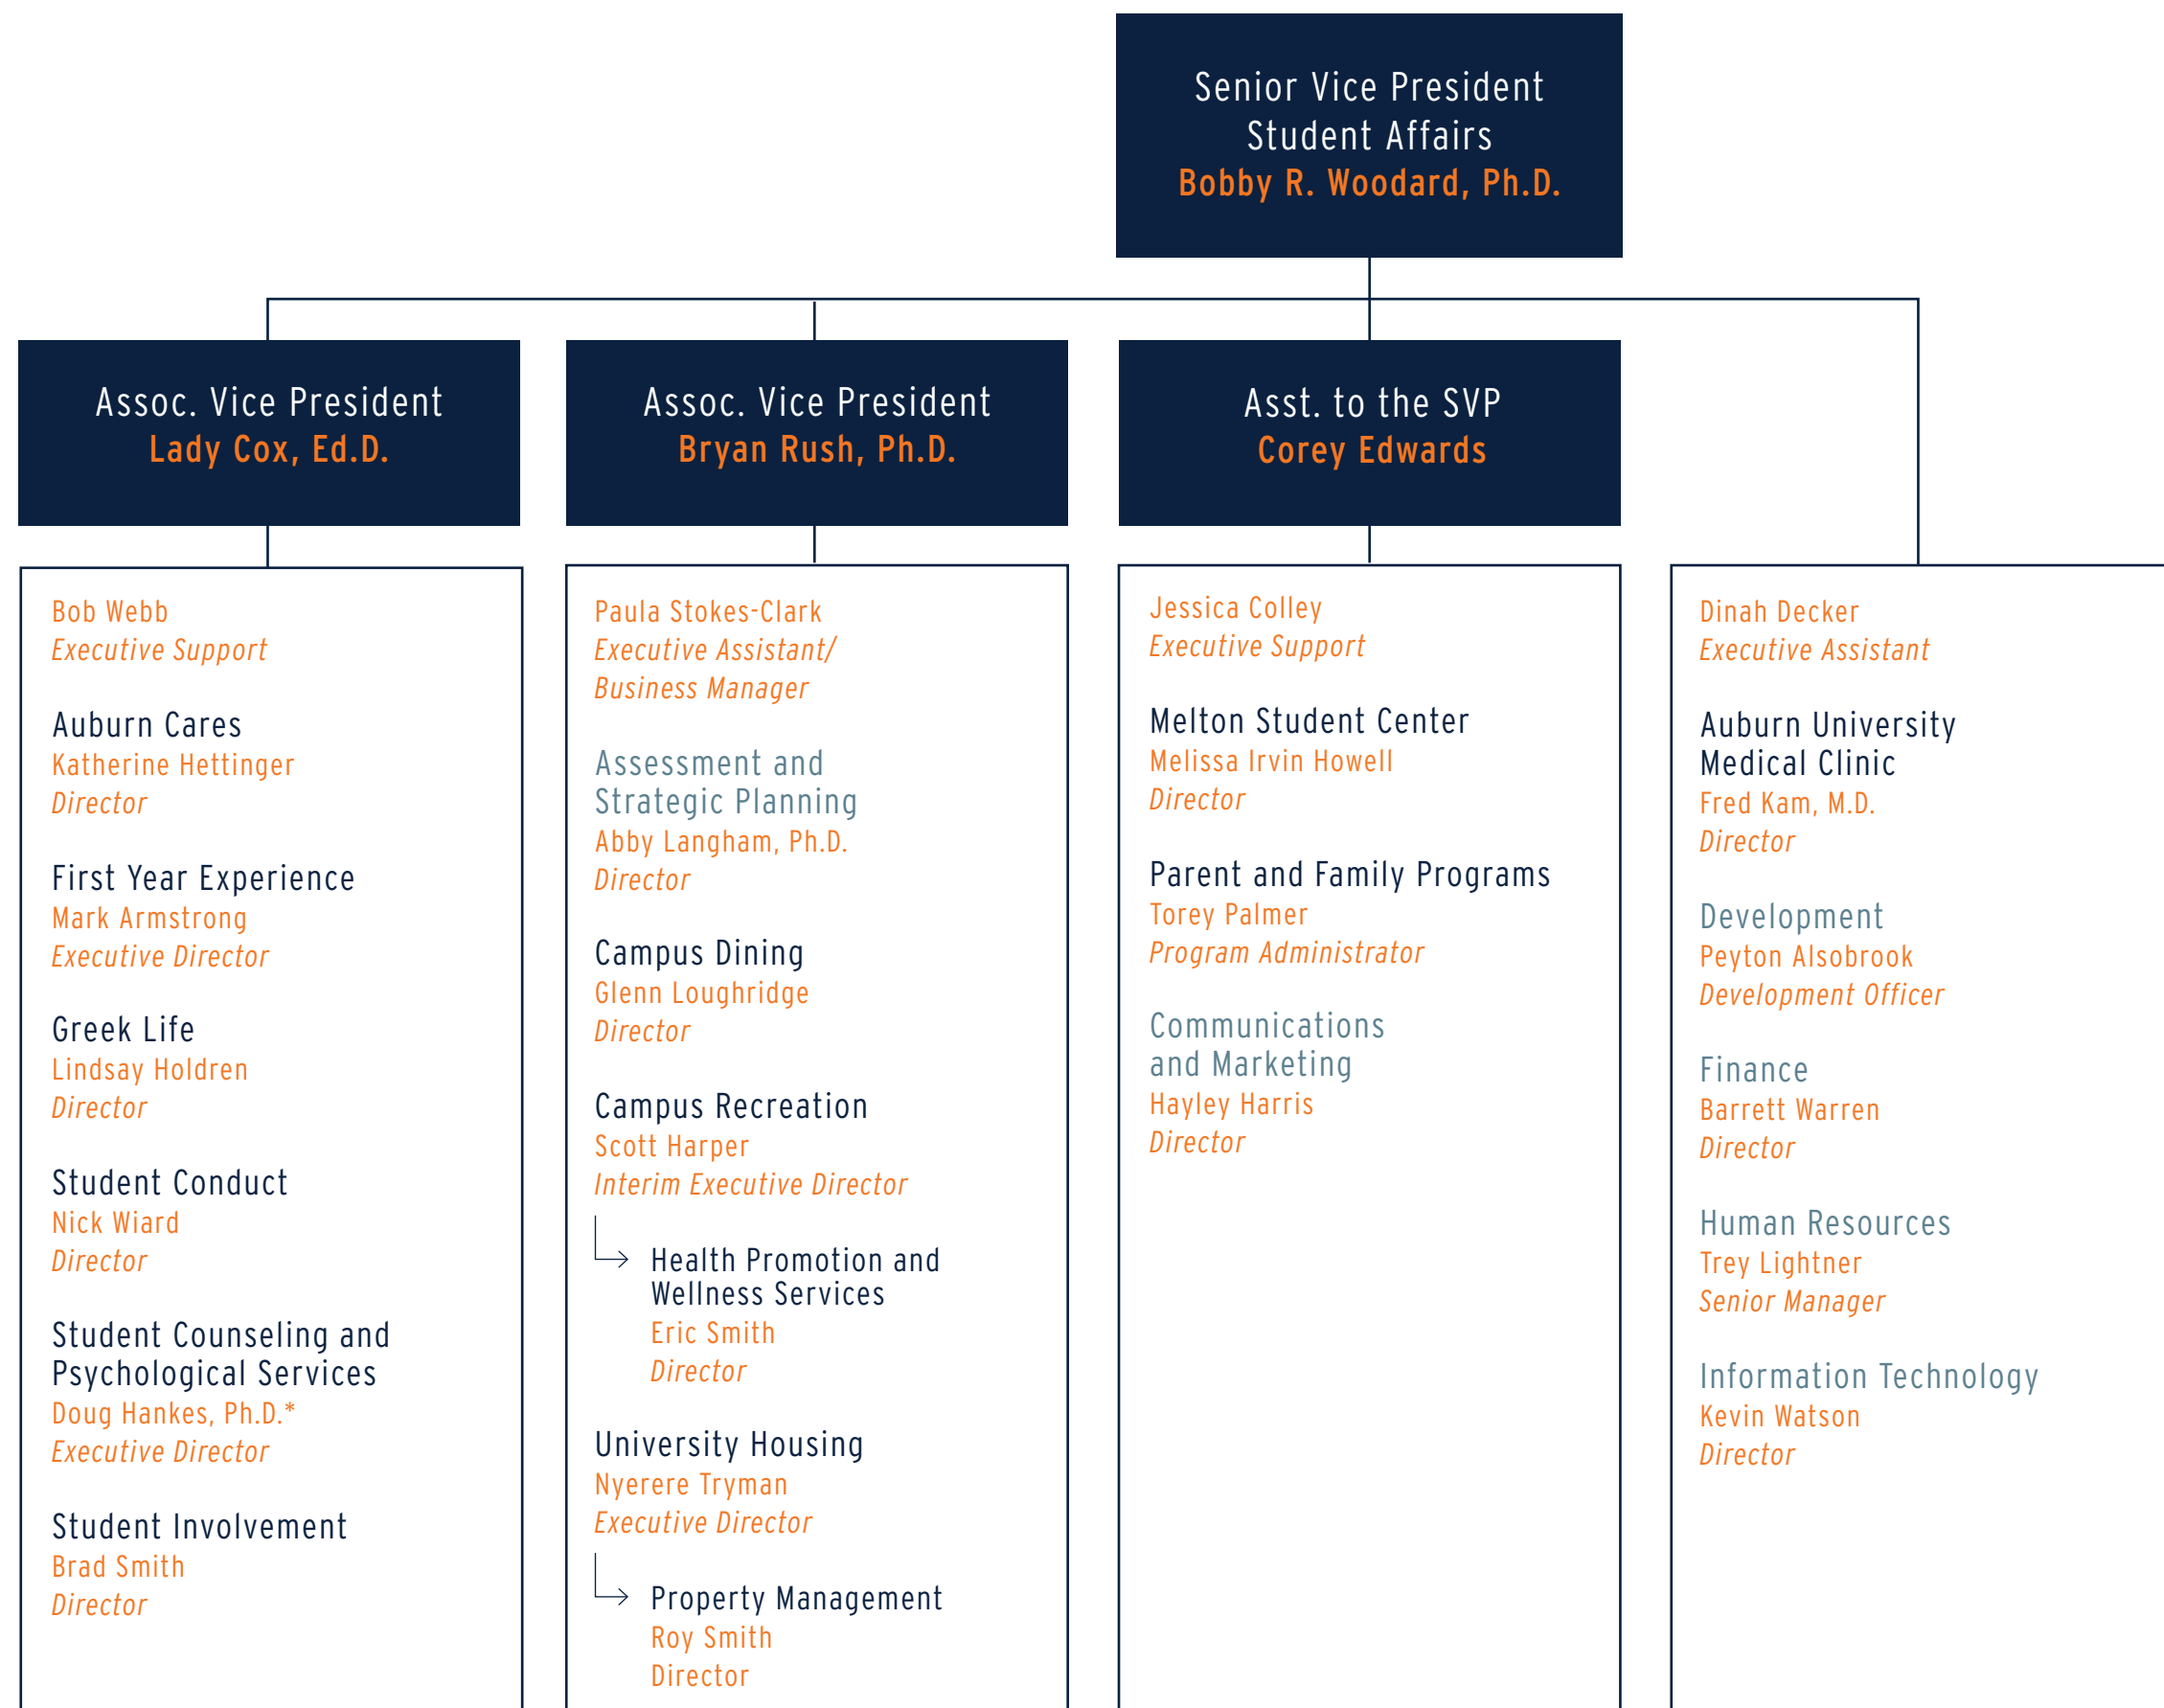 Senior Vice President
Student Affairs
Bobby R. Woodard, Ph.D.
Assoc. Vice President
Lady Cox, Ed.D.
Assoc. Vice President
Bryan Rush, Ph.D.
Asst. to the SVP
Corey Edwards
Bob Webb
Executive Support
Auburn Cares
Katherine Hettinger
Director
First Year Experience
Mark Armstrong
Executive Director
Greek Life
Lindsay Holdren
Director
Student Conduct
Nick Wiard
Director
Student Counseling and
Psychological Services
Doug Hankes, Ph.D.*
Executive Director
Student Involvement
Brad Smith
Director
Paula Stokes-Clark
Executive Assistant/
Business Manager
Assessment and
Strategic Planning
Abby Langham, Ph.D.
Director
Campus Dining
Glenn Loughridge
Director
Campus Recreation
Scott Harper
Interim Executive Director
Health Promotion and
Wellness Services
Eric Smith
Director
University Housing
Nyerere Tryman
Executive Director
Property Management
Roy Smith
Director
Jessica Colley
Executive Support
Melton Student Center
Melissa Irvin Howell
Director
Parent and Family Programs
Torey Palmer
Program Administrator
Communications
and Marketing
Hayley Harris
Director
Dinah Decker
Executive Assistant
Auburn University
Medical Clinic
Fred Kam, M.D.
Director
Development
Peyton Alsobrook
Development Officer
Finance
Barrett Warren
Director
Human Resources
Trey Lightner
Senior Manager
Information Technology
Kevin Watson
Director